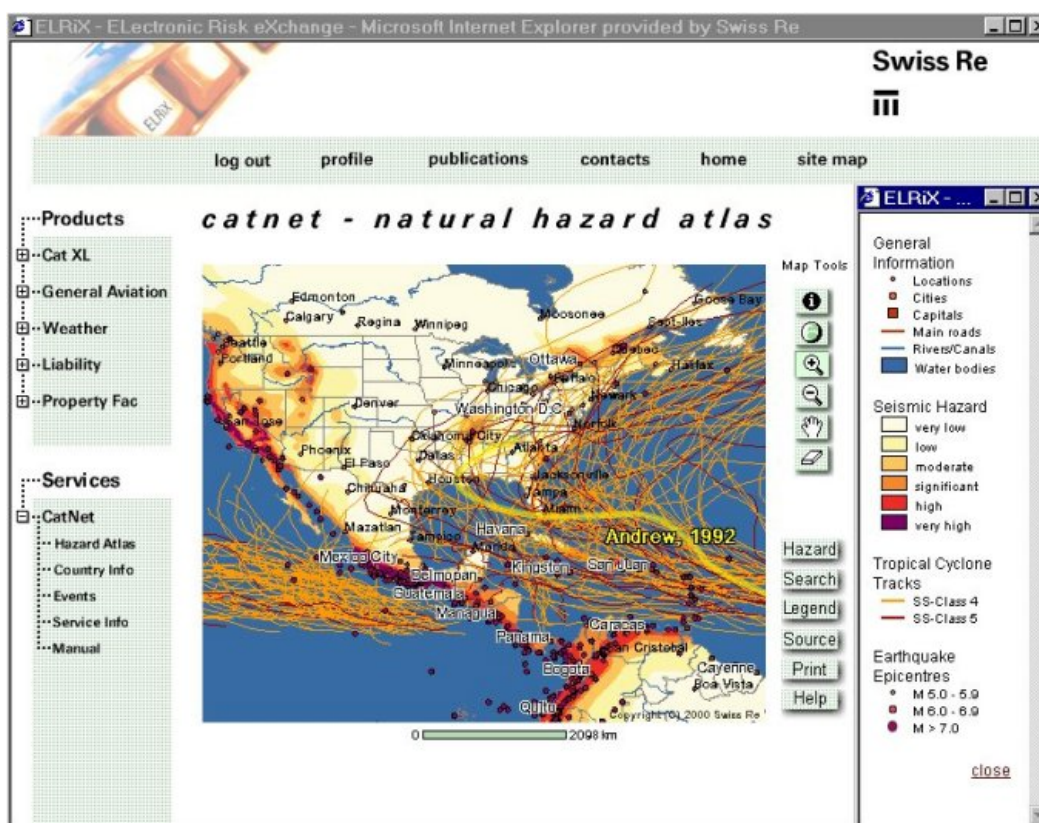 ELRiX - ELectronic Risk eXchange - Microsoft Internet Explorer provided by Swiss Re
ELRiX
Swiss Re
log out profile publications contacts home site map
Products
Cat XL
General Aviation
Weather
Liability
Property Fac
Services
CatNet
Hazard Atlas
Country Info
Events
Service Info
Manual
catnet - natural hazard atlas
Edmonton
Calgary
Regina
Winnipeg
Moosonee
Goose Bay
Sept-Iles
Seattle
Portland
Minneapolis
Ottawa
Quebec
Halifax
Chicago
Buffalo
Newark
Denver
Washington D.C.
Norfolk
San Jose
Oklahoma City
Phoenix
Dallas
Atlanta
El Paso
Houston
Jacksonville
Chihuaha
Tampa
Monterrey
Miami
Mazatlan
Tampico
Havana
Merida
Andrew, 1992
Mexico City
Belmopan
Kingston
San Juan
Guatemala
Managua
Panama
Caracas
San Cristobal
Bogota
Cayenne
Boa Vista
Quito
Copyright (C) 2000 Swiss Re
0 2098 km
Map Tools
Hazard
Search
Legend
Source
Print
Help
ELRiX - ...
General
Information
Locations
Cities
Capitals
Main roads
Rivers/Canals
Water bodies
Seismic Hazard
very low
low
moderate
significant
high
very high
Tropical Cyclone
Tracks
SS-Class 4
SS-Class 5
Earthquake
Epicentres
M 5.0 - 5.9
M 6.0 - 6.9
M > 7.0
close